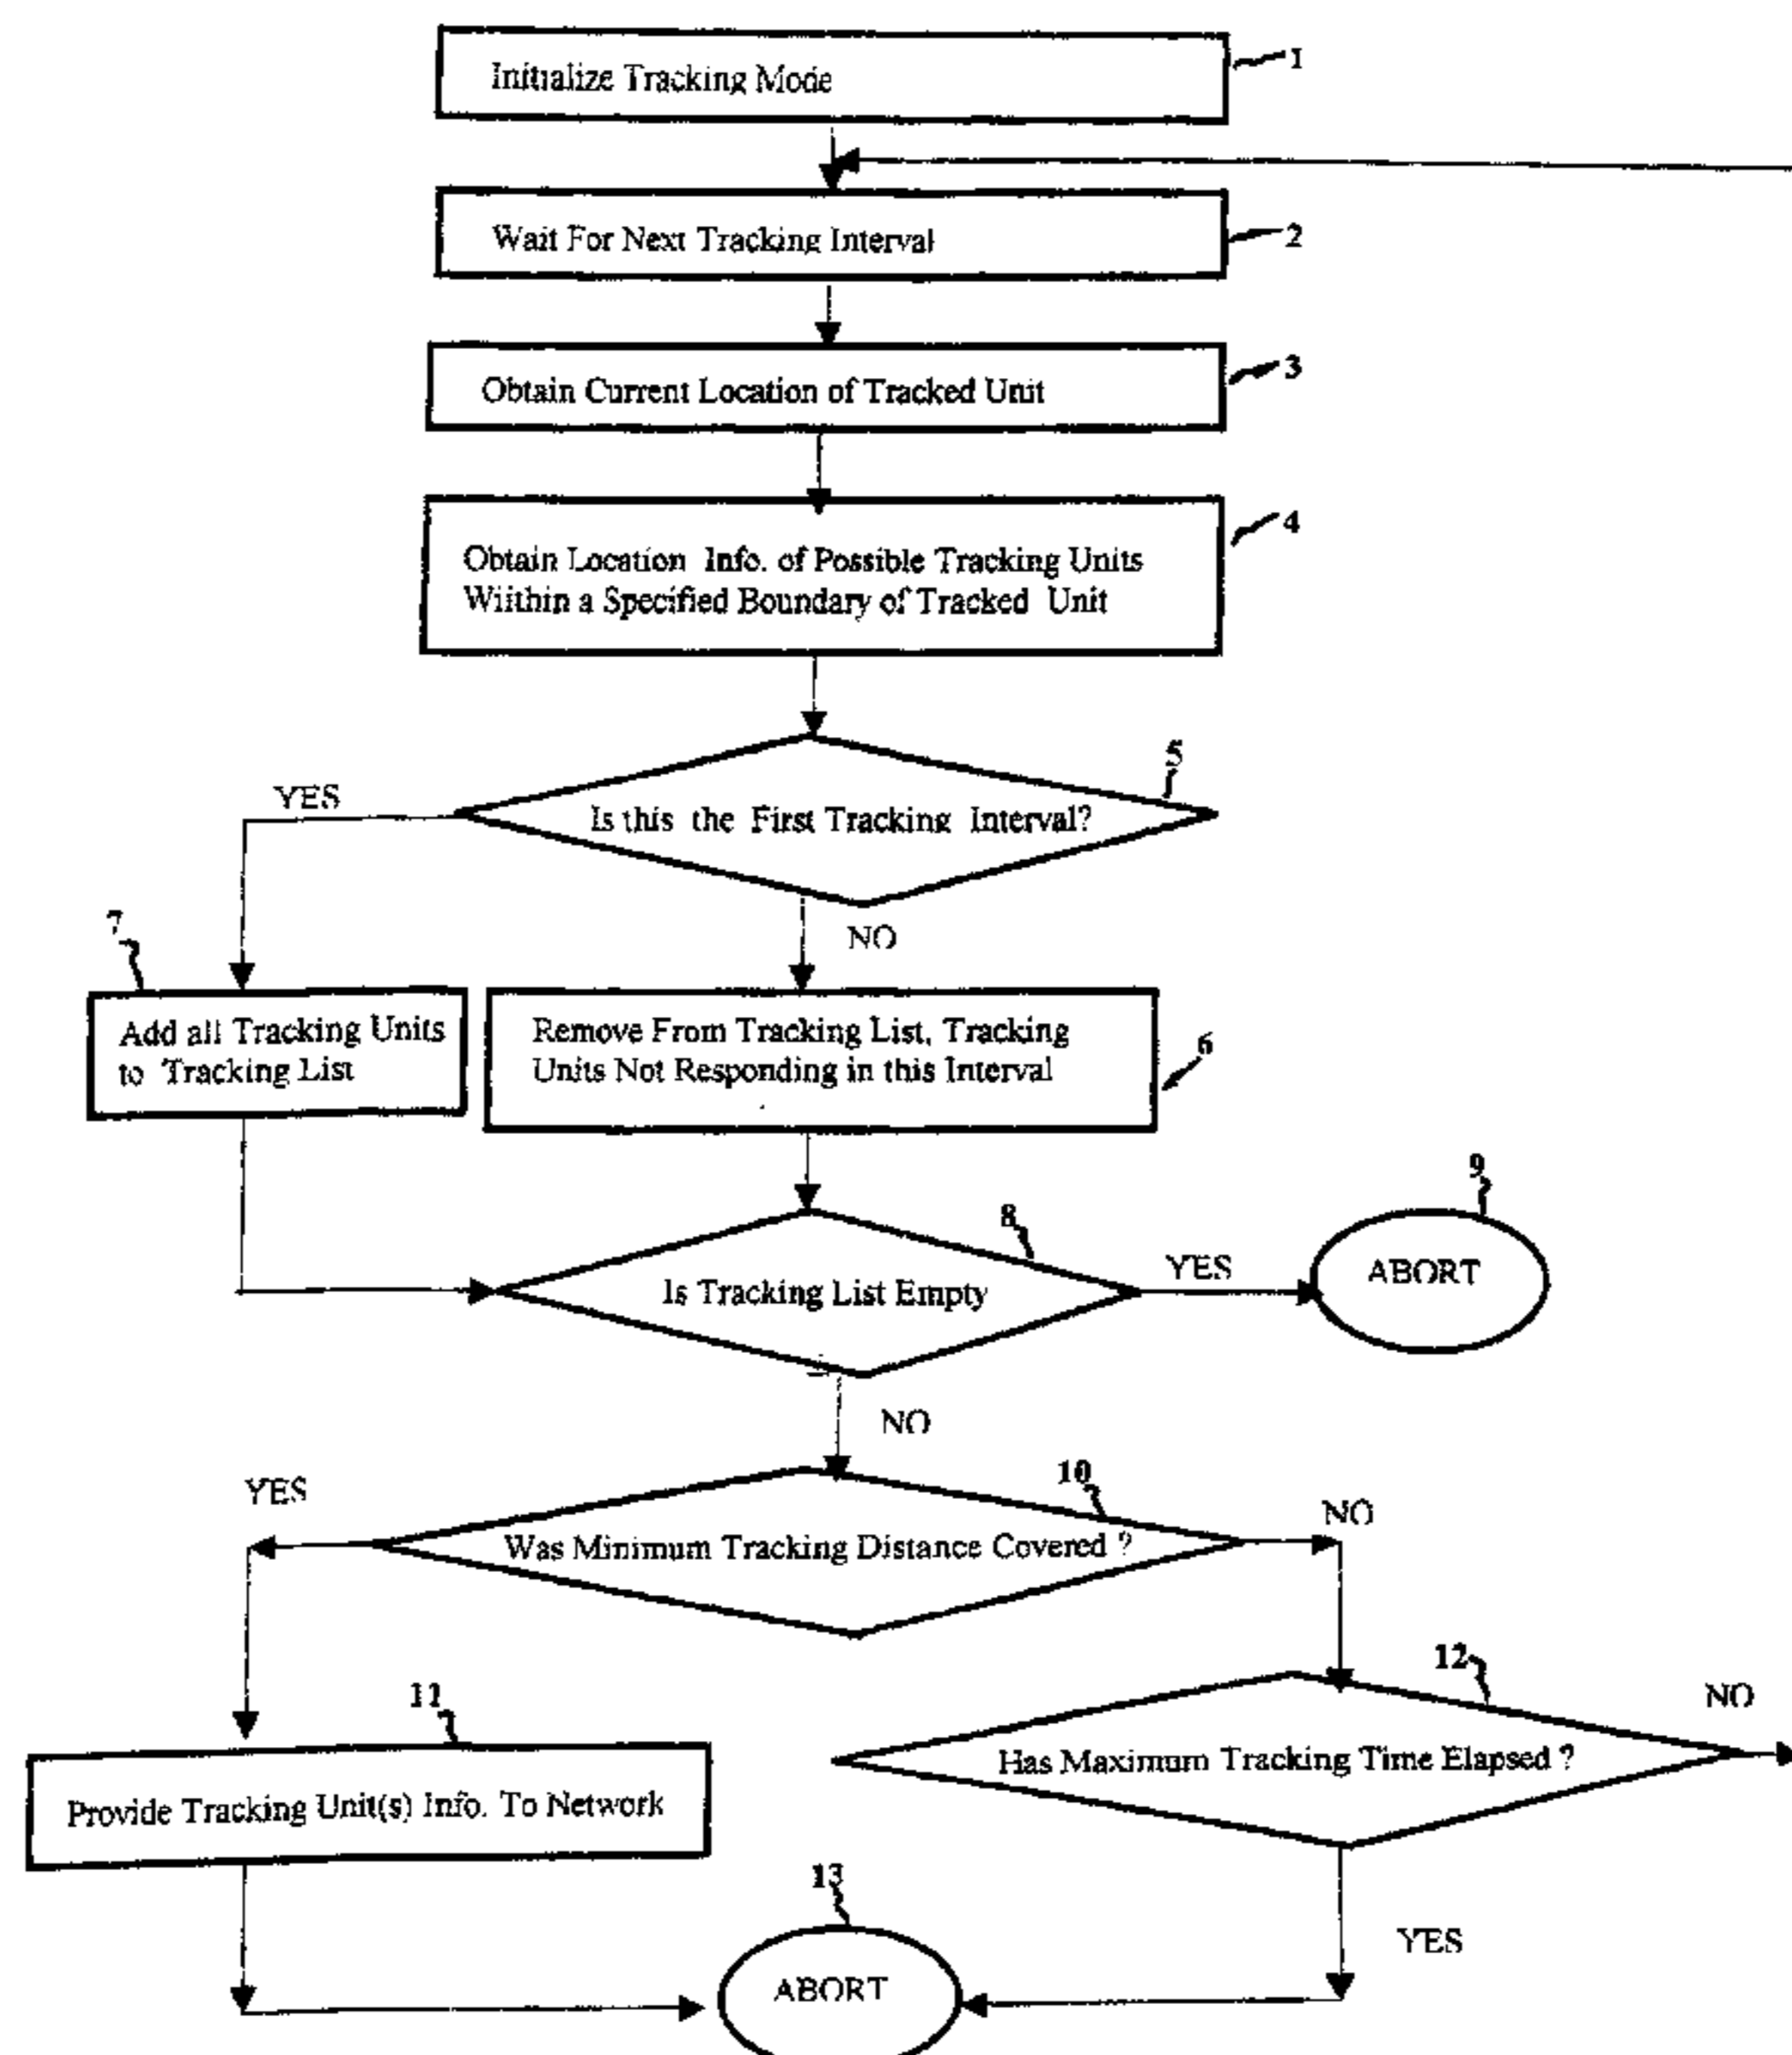 Initialize Tracking Mode
1
Wait For Next Tracking Interval
2
Obtain Current Location of Tracked Unit
3
Obtain Location Info. of Possible Tracking Units
Wiithin a Specified Boundary of Tracked Unit
4
5
YES
Is this the First Tracking Interval?
NO
7
Add all Tracking Units
to Tracking List
Remove From Tracking List, Tracking
Units Not Responding in this Interval
6
8
Is Tracking List Empty
YES
9
ABORT
NO
YES
10
Was Minimum Tracking Distance Covered ?
NO
11
Provide Tracking Unit(s) Info. To Network
12
Has Maximum Tracking Time Elapsed ?
NO
YES
13
ABORT